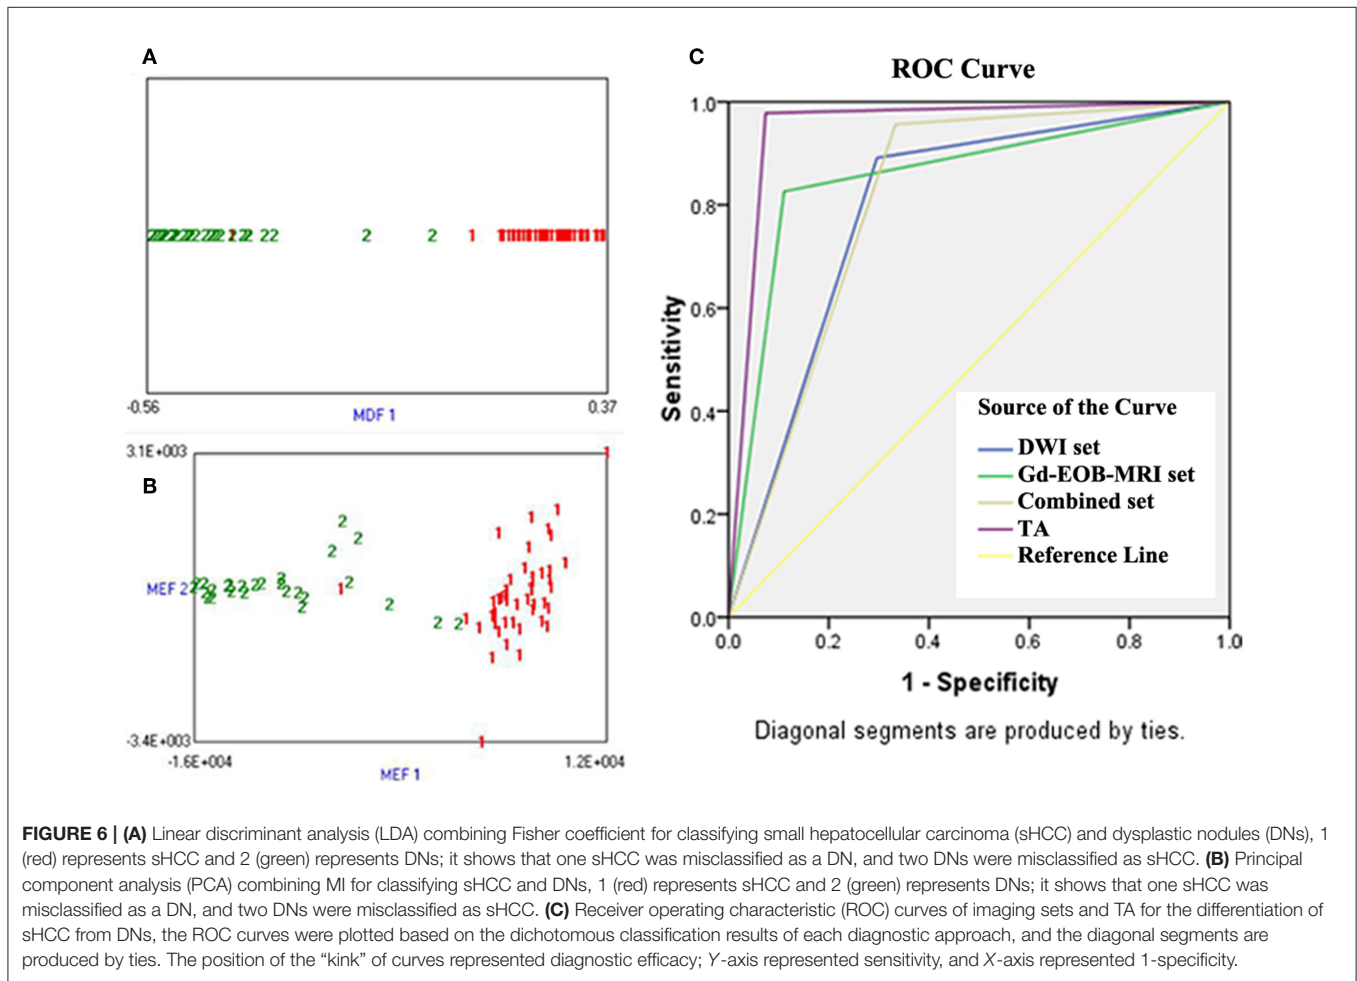 A
-0.56
0.37
MDF 1
3.1E+003
B
MEF 2
-3.4E+003
-1.6E+004
1.2E+004
MEF 1
C
ROC Curve
1.0
0.8
0.6
0.4
0.2
0.0
Sensitivity
Source of the Curve
DWI set
Gd-EOB-MRI set
Combined set
TA
Reference Line
0.0 0.2 0.4 0.6 0.8 1.0
1 - Specificity
Diagonal segments are produced by ties.
FIGURE 6 | (A) Linear discriminant analysis (LDA) combining Fisher coefficient for classifying small hepatocellular carcinoma (sHCC) and dysplastic nodules (DNs), 1
(red) represents sHCC and 2 (green) represents DNs; it shows that one sHCC was misclassified as a DN, and two DNs were misclassified as sHCC. (B) Principal
component analysis (PCA) combining MI for classifying sHCC and DNs, 1 (red) represents sHCC and 2 (green) represents DNs; it shows that one sHCC was
misclassified as a DN, and two DNs were misclassified as sHCC. (C) Receiver operating characteristic (ROC) curves of imaging sets and TA for the differentiation of
sHCC from DNs, the ROC curves were plotted based on the dichotomous classification results of each diagnostic approach, and the diagonal segments are
produced by ties. The position of the “kink” of curves represented diagnostic efficacy; Y-axis represented sensitivity, and X-axis represented 1-specificity.